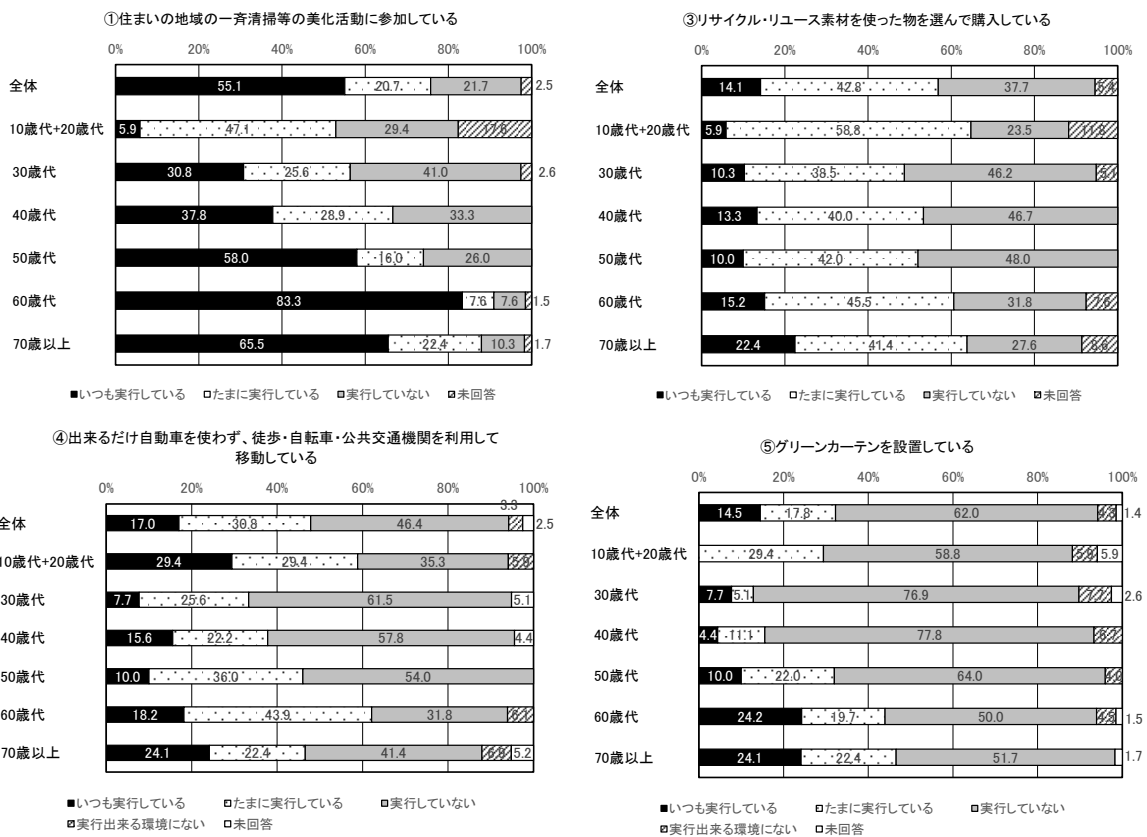 ①住まいの地域の一斉清掃等の美化活動に参加している
0% 20% 40% 60% 80% 100%
全体 55.1 20.7 21.7 2.5
10歳代+20歳代 5.9 47.1 29.4 17.6
30歳代 30.8 25.6 41.0 2.6
40歳代 37.8 28.9 33.3
50歳代 58.0 16.0 26.0
60歳代 83.3 7.6 7.6 1.5
70歳以上 65.5 22.4 10.3 1.7
■いつも実行している □たまに実行している □実行していない □未回答
③リサイクル・リユース素材を使った物を選んで購入している
0% 20% 40% 60% 80% 100%
全体 14.1 42.8 37.7 5.4
10歳代+20歳代 5.9 58.8 23.5 11.8
30歳代 10.3 38.5 46.2 5.1
40歳代 13.3 40.0 46.7
50歳代 10.0 42.0 48.0
60歳代 15.2 45.5 31.8 7.6
70歳以上 22.4 41.4 27.6 8.6
■いつも実行している □たまに実行している □実行していない □未回答
④出来るだけ自動車を使わず、徒歩・自転車・公共交通機関を利用して
移動している
0% 20% 40% 60% 80% 100%
全体 17.0 30.8 46.4 3.3 2.5
10歳代+20歳代 29.4 29.4 35.3 5.9
30歳代 7.7 25.6 61.5 5.1
40歳代 15.6 22.2 57.8 4.4
50歳代 10.0 36.0 54.0
60歳代 18.2 43.9 31.8 6.1
70歳以上 24.1 22.4 41.4 6.9 5.2
■いつも実行している □たまに実行している □実行していない
□実行出来る環境にない □未回答
⑤グリーンカーテンを設置している
0% 20% 40% 60% 80% 100%
全体 14.5 17.8 62.0 4.3 1.4
10歳代+20歳代 29.4 58.8 5.9 5.9
30歳代 7.7 5.1 76.9 7.7 2.6
40歳代 4.4 11.1 77.8 6.7
50歳代 10.0 22.0 64.0 4.0
60歳代 24.2 19.7 50.0 4.5 1.5
70歳以上 24.1 22.4 51.7 1.7
■いつも実行している □たまに実行している □実行していない
□実行出来る環境にない □未回答